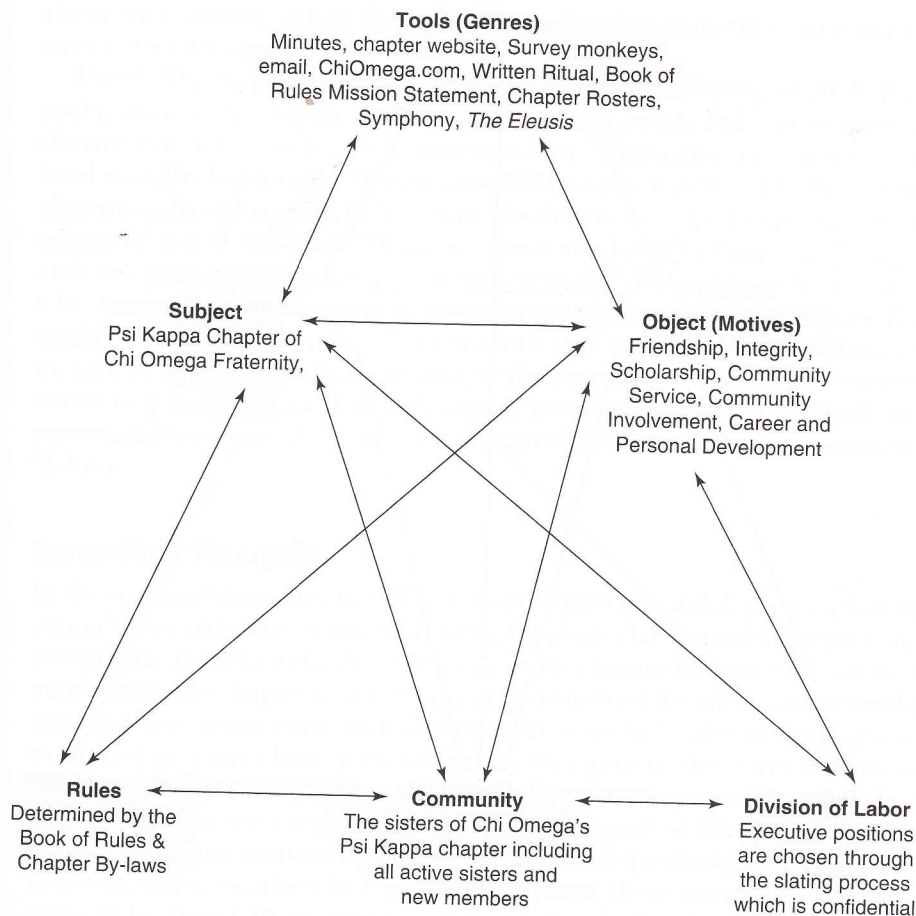 Tools (Genres)
Minutes, chapter website, Survey monkeys,
email, ChiOmega.com, Written Ritual, Book of
Rules Mission Statement, Chapter Rosters,
Symphony, The Eleusis
Subject
Psi Kappa Chapter of
Chi Omega Fraternity,
Object (Motives)
Friendship, Integrity,
Scholarship, Community
Service, Community
Involvement, Career and
Personal Development
Rules
Determined by the
Book of Rules &
Chapter By-laws
Community
The sisters of Chi Omega's
Psi Kappa chapter including
all active sisters and
new members
Division of Labor
Executive positions
are chosen through
the slating process
which is confidential